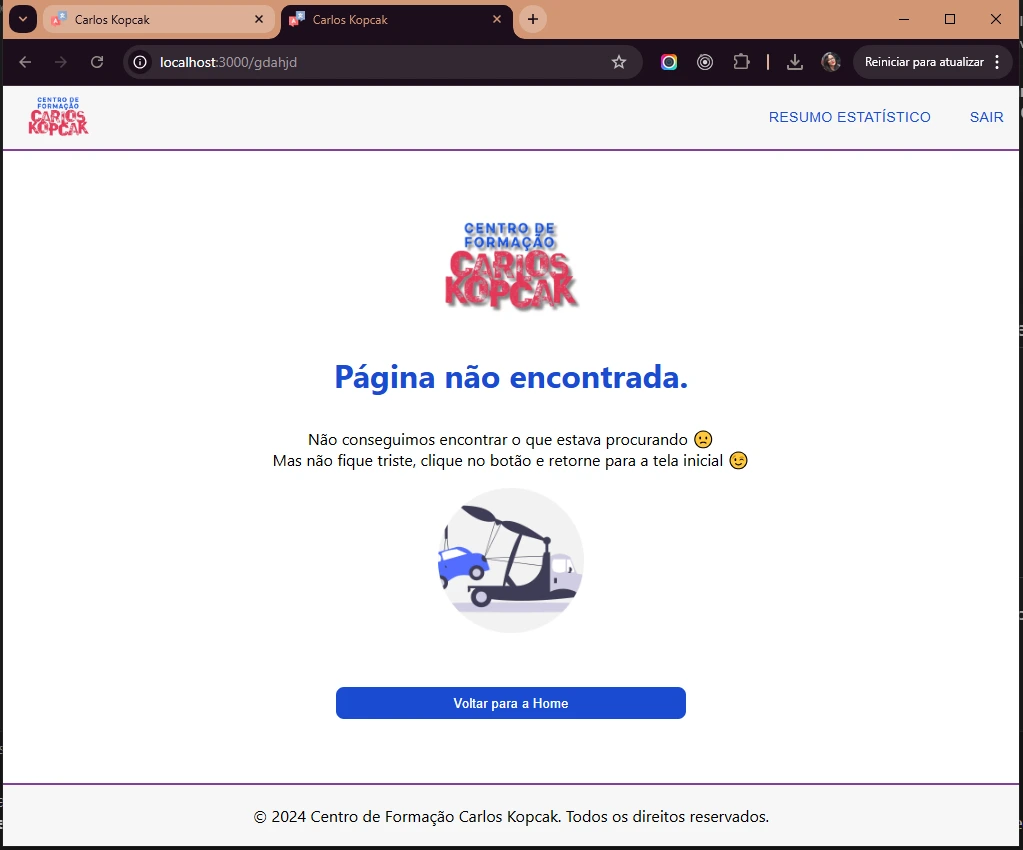 Carlos Kopcak
Carlos Kopcak
localhost:3000/gdahjd
Reiniciar para atualizar
CENTRO DE
FORMAÇÃO
CARLOS
KOPCAK
RESUMO ESTATÍSTICO
SAIR
CENTRO DE
FORMAÇÃO
CARLOS
KOPCAK
Página não encontrada.
Não conseguimos encontrar o que estava procurando 🙁
Mas não fique triste, clique no botão e retorne para a tela inicial 😉
Voltar para a Home
© 2024 Centro de Formação Carlos Kopcak. Todos os direitos reservados.